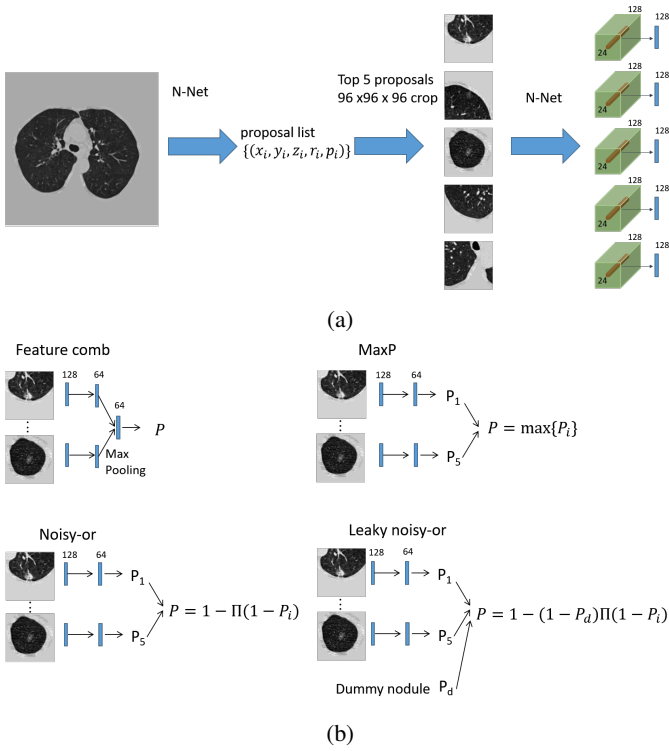 N-Net
proposal list
{(xᵢ, yᵢ, zᵢ, rᵢ, pᵢ)}
Top 5 proposals
96 x96 x 96 crop
N-Net
128
24
128
128
24
128
128
24
128
128
24
128
128
24
128
(a)
Feature comb
128
64
64
P
Max
Pooling
MaxP
128
64
P₁
P = max{Pᵢ}
P₅
Noisy-or
128
64
P₁
P = 1 − Π(1 − Pᵢ)
P₅
Leaky noisy-or
128
64
P₁
P = 1 − (1 − P_d)Π(1 − Pᵢ)
P₅
Dummy nodule P_d
(b)